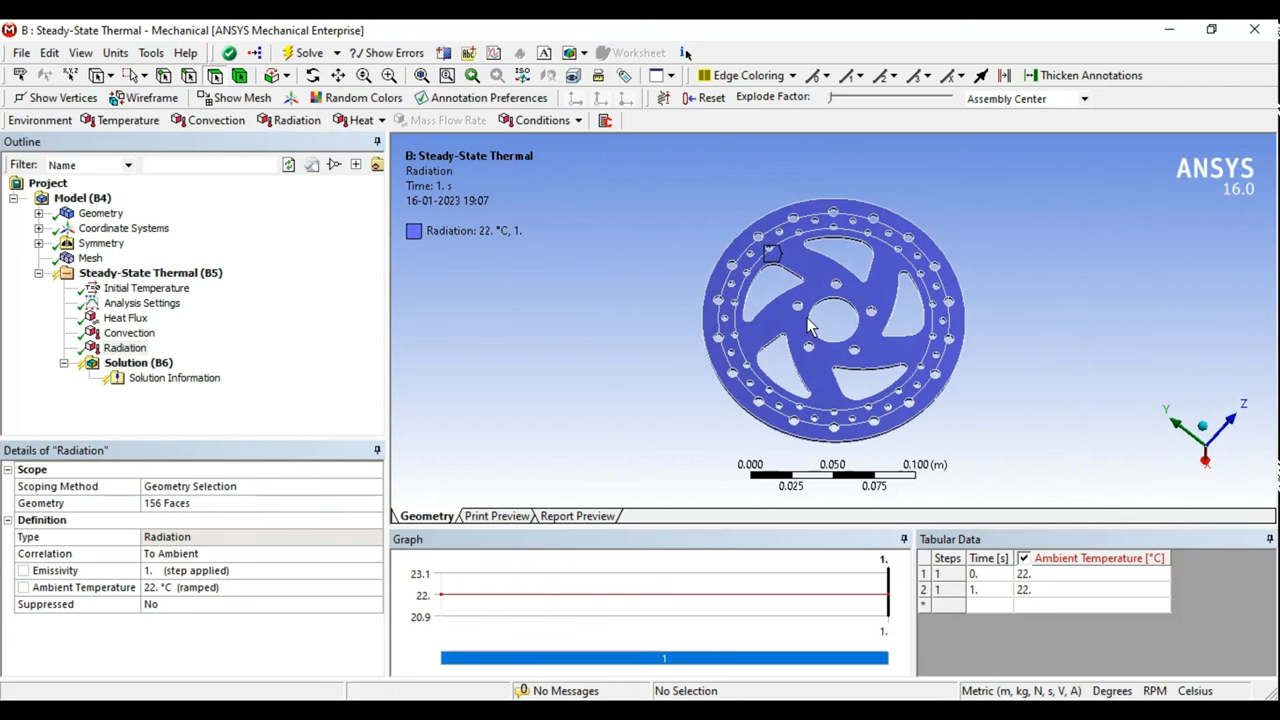 B : Steady-State Thermal - Mechanical [ANSYS Mechanical Enterprise]
File Edit View Units Tools Help Solve ?/ Show Errors A Worksheet i
Edge Coloring Thicken Annotations
Show Vertices Wireframe Show Mesh Random Colors Annotation Preferences Reset Explode Factor: Assembly Center
Environment Temperature Convection Radiation Heat Mass Flow Rate Conditions
Outline
Filter: Name
Project
Model (B4)
Geometry
Coordinate Systems
Symmetry
Mesh
Steady-State Thermal (B5)
Initial Temperature
Analysis Settings
Heat Flux
Convection
Radiation
Solution (B6)
Solution Information
Details of "Radiation"
Scope
Scoping Method Geometry Selection
Geometry 156 Faces
Definition
Type Radiation
Correlation To Ambient
Emissivity 1. (step applied)
Ambient Temperature 22. °C (ramped)
Suppressed No
B: Steady-State Thermal
Radiation
Time: 1. s
16-01-2023 19:07
Radiation: 22. °C, 1.
ANSYS
16.0
Z
Y
X
0.000 0.050 0.100 (m)
0.025 0.075
Geometry Print Preview Report Preview
Graph
1.
23.1
22.
20.9
1.
1
Tabular Data
Steps Time [s] Ambient Temperature [°C]
1 1 0. 22.
2 1 1. 22.
*
0 No Messages No Selection Metric (m, kg, N, s, V, A) Degrees RPM Celsius